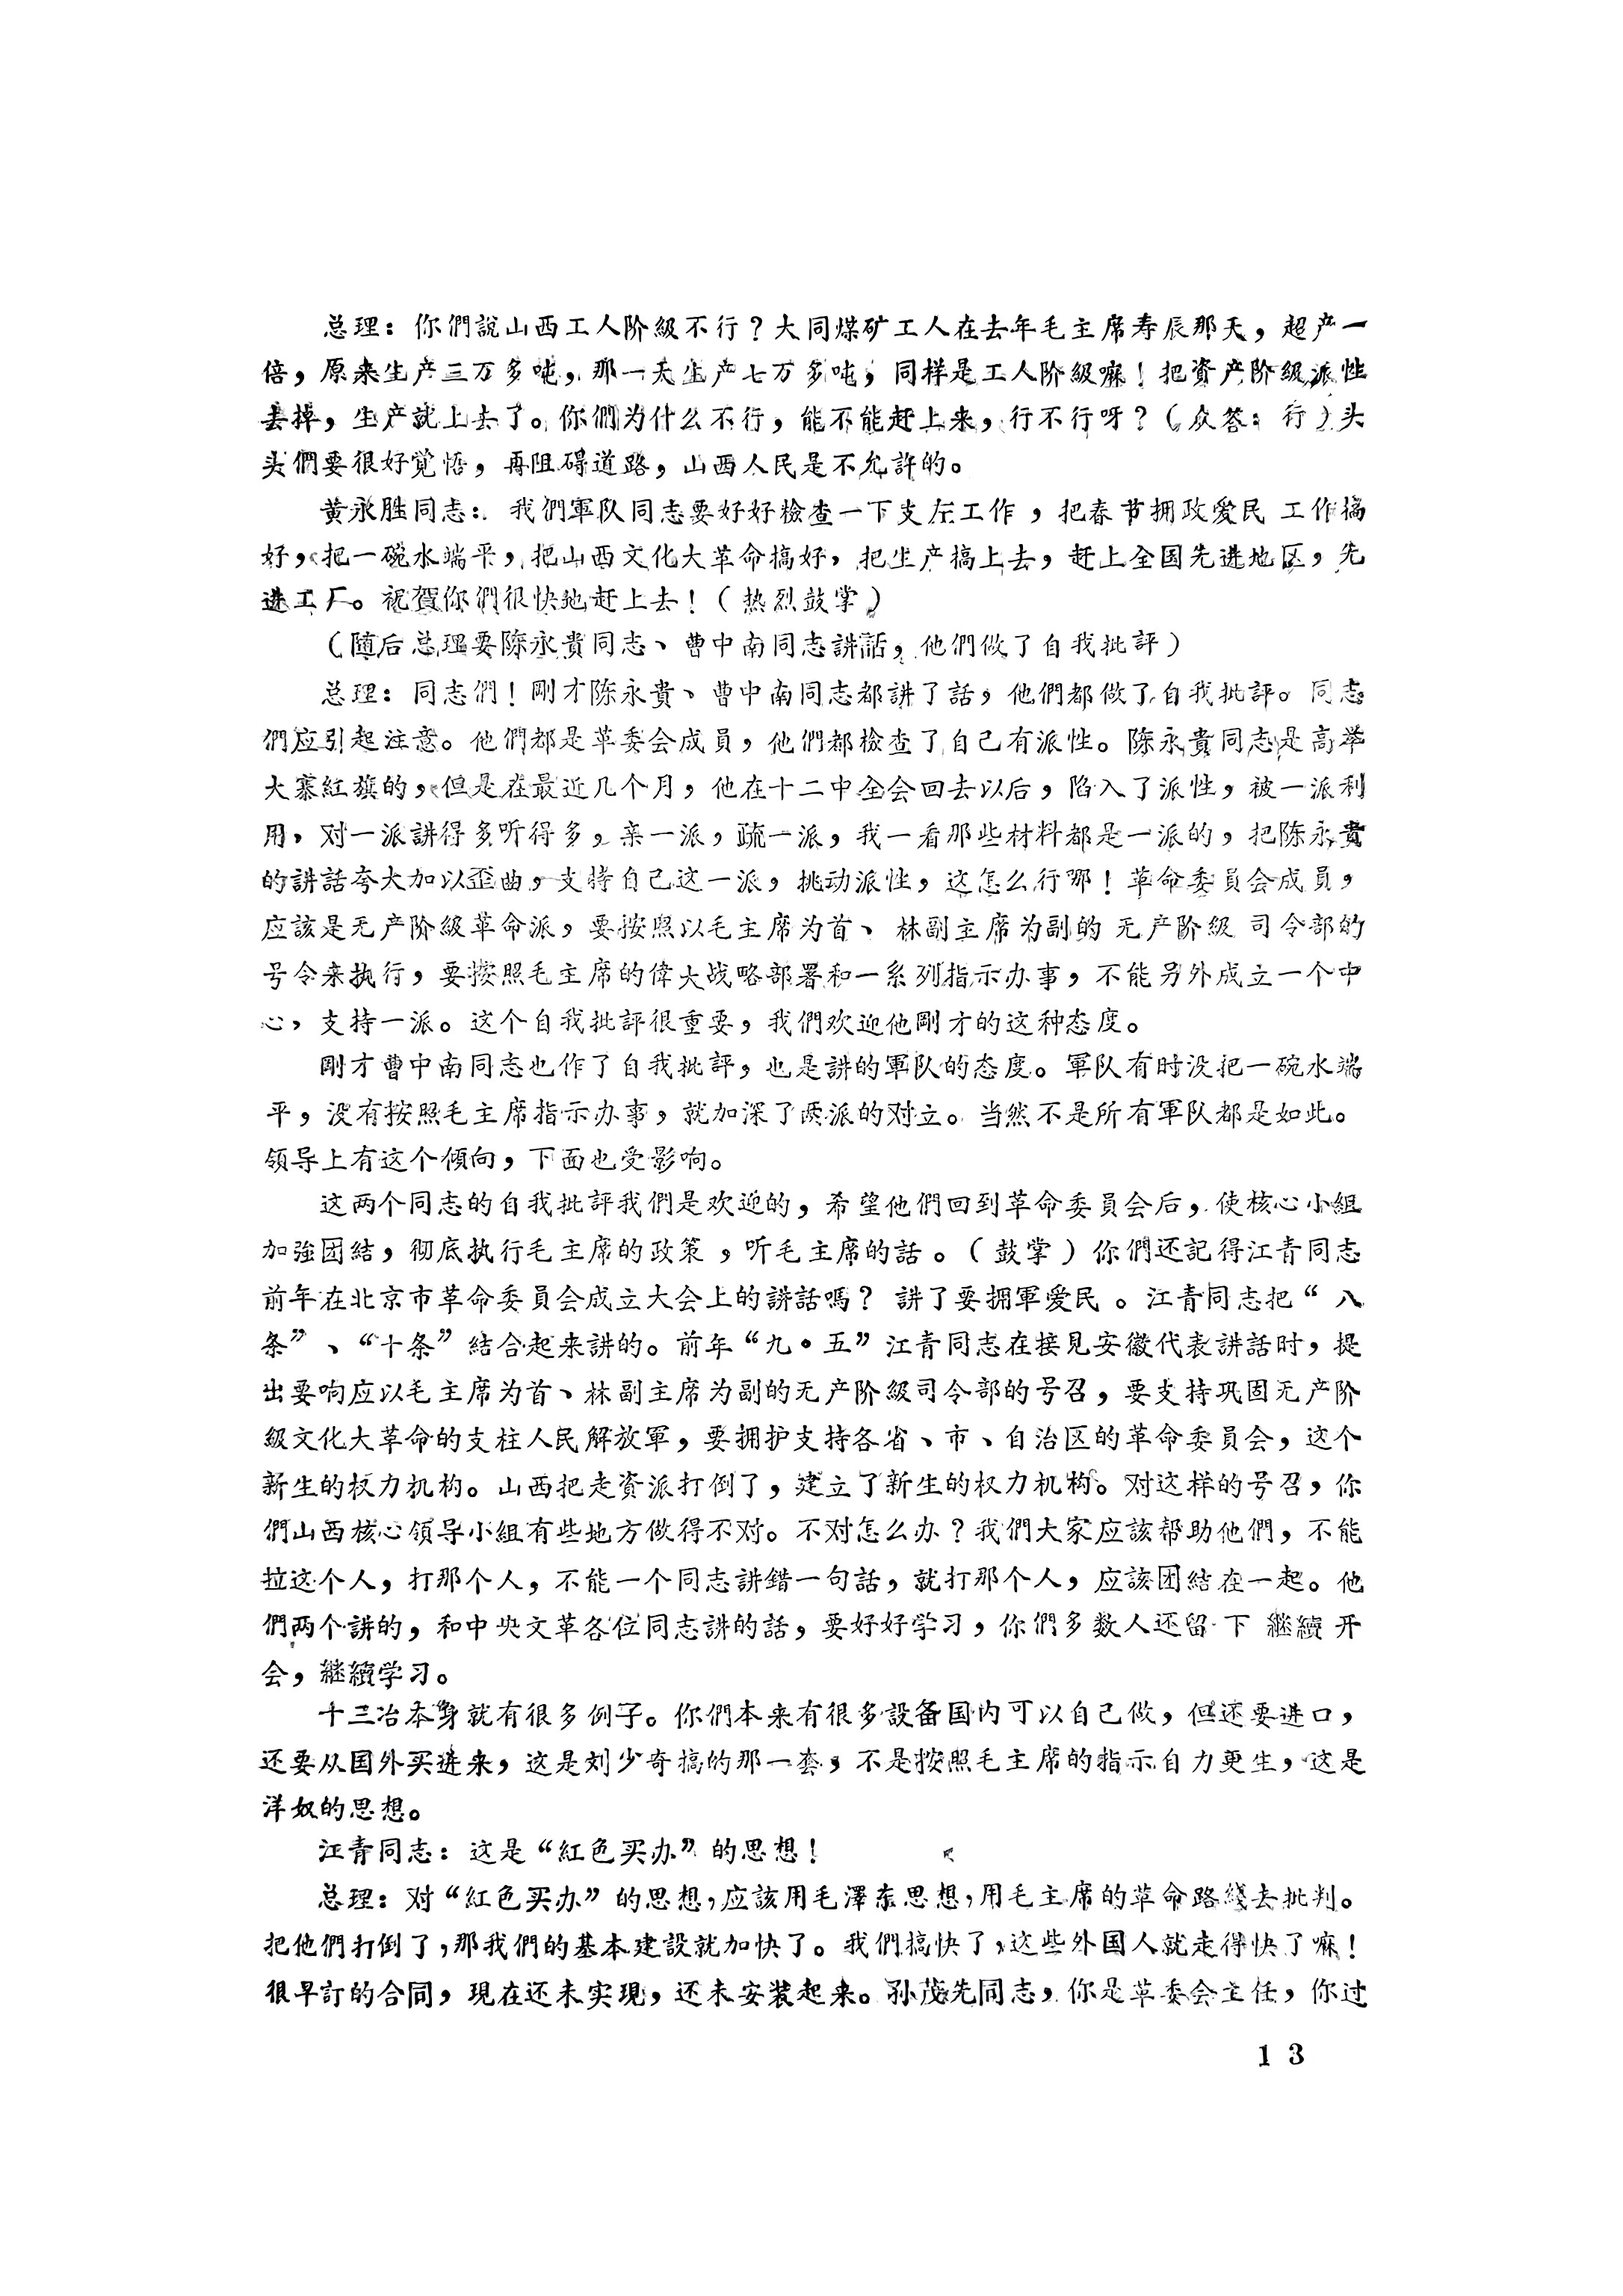 总理：你們說山西工人阶級不行？大同煤矿工人在去年毛主席寿辰那天，超产一
倍，原来生产三万多吨，那一天生产七万多吨，同样是工人阶級嘛！把資产阶級派性
丢掉，生产就上去了。你們为什么不行，能不能赶上来，行不行呀？（众答：行）头
头們要很好覚悟，再阻碍道路，山西人民是不允許的。
黄永胜同志：我們軍队同志要好好檢查一下支左工作，把春节拥政爱民工作搞
好，把一碗水端平，把山西文化大革命搞好，把生产搞上去，赶上全国先进地区，先
进工厂。祝賀你們很快地赶上去！（热烈鼓掌）
（随后总理要陈永貴同志、曹中南同志讲話，他們做了自我批評）
总理：同志們！剛才陈永貴、曹中南同志都讲了話，他們都做了自我批評。同志
們应引起注意。他們都是革委会成員，他們都檢查了自己有派性。陈永貴同志是高举
大寨紅旗的，但是在最近几个月，他在十二中全会回去以后，陷入了派性，被一派利
用，对一派讲得多听得多，亲一派，疏一派，我一看那些材料都是一派的，把陈永貴
的讲話夸大加以歪曲，支持自己这一派，挑动派性，这怎么行哪！革命委員会成員，
应該是无产阶級革命派，要按照以毛主席为首、林副主席为副的无产阶級司令部的
号令来执行，要按照毛主席的偉大战略部署和一系列指示办事，不能另外成立一个中
心，支持一派。这个自我批評很重要，我們欢迎他剛才的这种态度。
剛才曹中南同志也作了自我批評，也是讲的軍队的态度。軍队有时没把一碗水端
平，没有按照毛主席指示办事，就加深了两派的对立。当然不是所有軍队都是如此。
领导上有这个傾向，下面也受影响。
这两个同志的自我批評我們是欢迎的，希望他們回到革命委員会后，使核心小組
加強团結，彻底执行毛主席的政策，听毛主席的話。（鼓掌）你們还記得江青同志
前年在北京市革命委員会成立大会上的讲話嗎？讲了要拥軍爱民。江青同志把“八
条”、“十条”結合起来讲的。前年“九·五”江青同志在接見安徽代表讲話时，提
出要响应以毛主席为首、林副主席为副的无产阶級司令部的号召，要支持巩固无产阶
級文化大革命的支柱人民解放軍，要拥护支持各省、市、自治区的革命委員会，这个
新生的权力机构。山西把走資派打倒了，建立了新生的权力机构。对这样的号召，你
們山西核心领导小組有些地方做得不对。不对怎么办？我們大家应該帮助他們，不能
拉这个人，打那个人，不能一个同志讲錯一句話，就打那个人，应該团結在一起。他
們两个讲的，和中央文革各位同志讲的話，要好好学习，你們多数人还留下继續开
会，継續学习。
十三冶本身就有很多例子。你們本来有很多設备国内可以自己做，但还要进口，
还要从国外买进来，这是刘少奇搞的那一套，不是按照毛主席的指示自力更生，这是
洋奴的思想。
江青同志：这是“紅色买办”的思想！
总理：对“紅色买办”的思想，应該用毛澤东思想，用毛主席的革命路綫去批判。
把他們打倒了，那我們的基本建設就加快了。我們搞快了，这些外国人就走得快了嘛！
很早訂的合同，現在还未实現，还未安装起来。孙茂先同志，你是革委会主任，你过
13